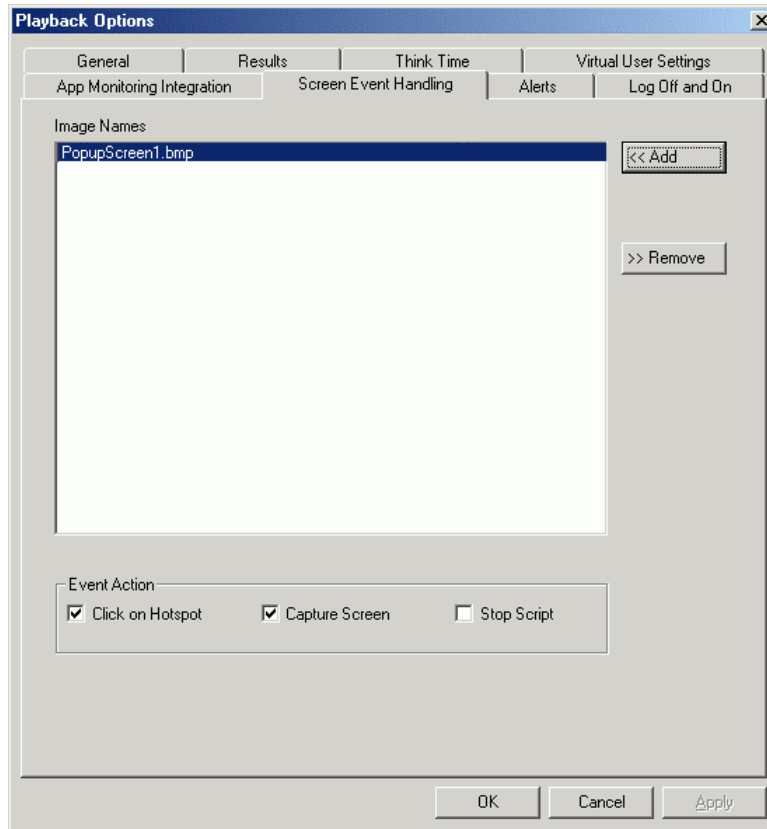 Playback Options
General Results Think Time Virtual User Settings
App Monitoring Integration Screen Event Handling Alerts Log Off and On
Image Names
PopupScreen1.bmp
<< Add
>> Remove
Event Action
Click on Hotspot Capture Screen Stop Script
OK Cancel Apply